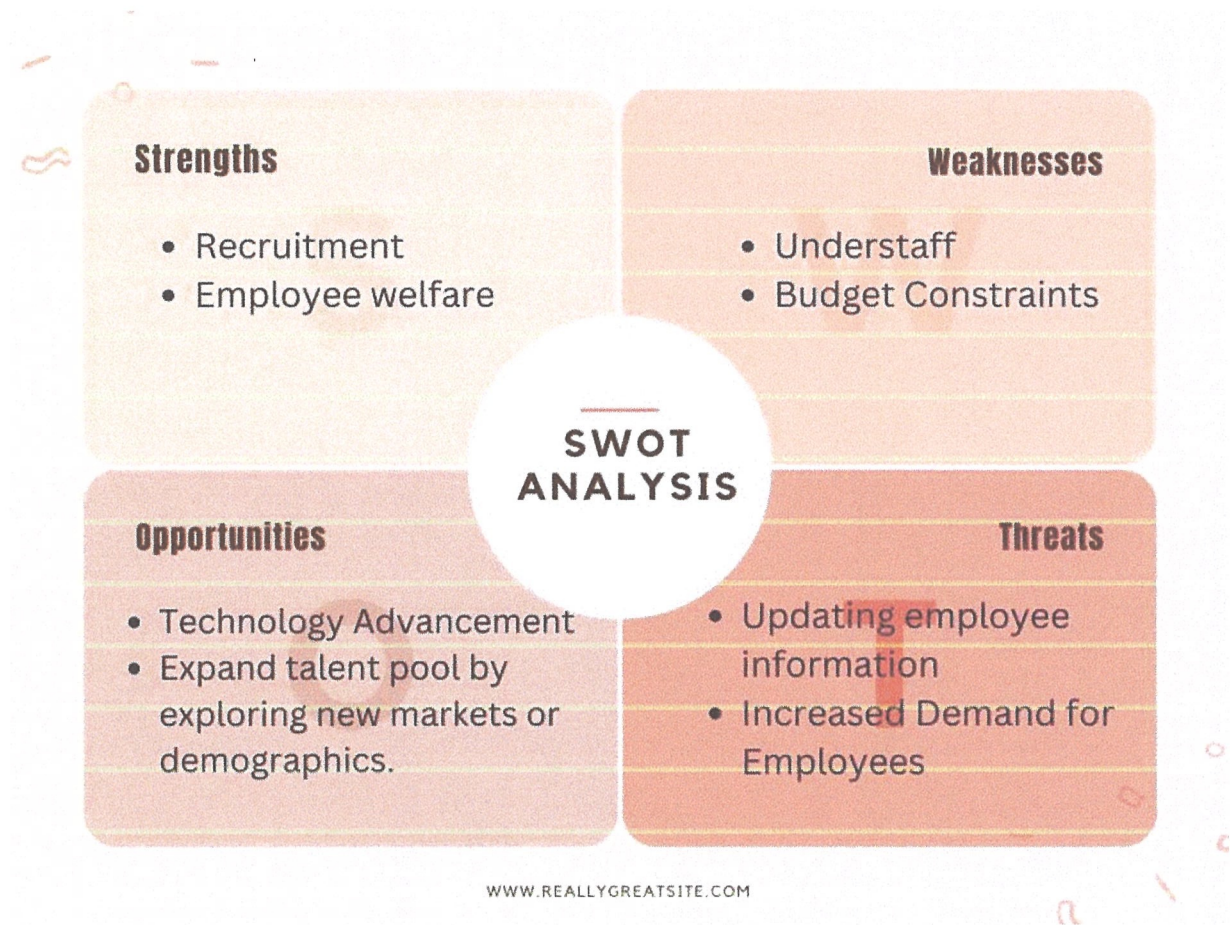 Strengths
Recruitment
Employee welfare
Weaknesses
Understaff
Budget Constraints
SWOT
ANALYSIS
Opportunities
Technology Advancement
Expand talent pool by
exploring new markets or
demographics.
Threats
Updating employee
information
Increased Demand for
Employees
S
W
O
T
WWW.REALLYGREATSITE.COM